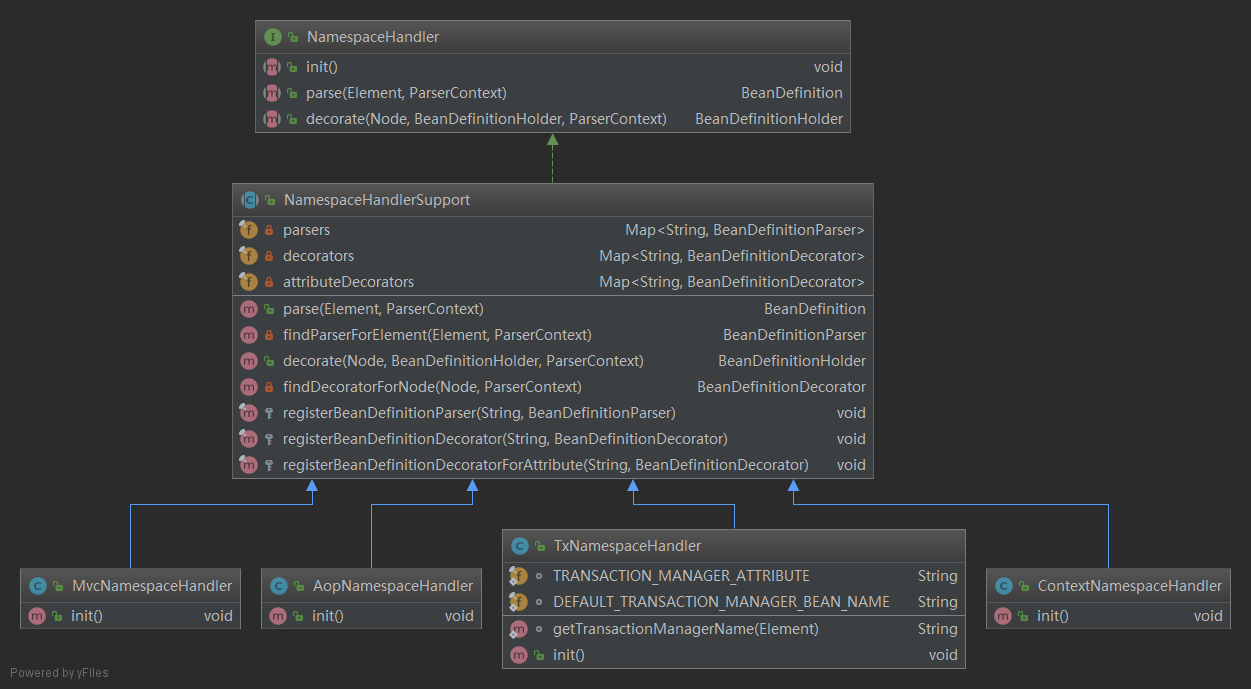 NamespaceHandler
init() void
parse(Element, ParserContext) BeanDefinition
decorate(Node, BeanDefinitionHolder, ParserContext) BeanDefinitionHolder
NamespaceHandlerSupport
parsers Map<String, BeanDefinitionParser>
decorators Map<String, BeanDefinitionDecorator>
attributeDecorators Map<String, BeanDefinitionDecorator>
parse(Element, ParserContext) BeanDefinition
findParserForElement(Element, ParserContext) BeanDefinitionParser
decorate(Node, BeanDefinitionHolder, ParserContext) BeanDefinitionHolder
findDecoratorForNode(Node, ParserContext) BeanDefinitionDecorator
registerBeanDefinitionParser(String, BeanDefinitionParser) void
registerBeanDefinitionDecorator(String, BeanDefinitionDecorator) void
registerBeanDefinitionDecoratorForAttribute(String, BeanDefinitionDecorator) void
MvcNamespaceHandler
init() void
AopNamespaceHandler
init() void
TxNamespaceHandler
TRANSACTION_MANAGER_ATTRIBUTE String
DEFAULT_TRANSACTION_MANAGER_BEAN_NAME String
getTransactionManagerName(Element) String
init() void
ContextNamespaceHandler
init() void
Powered by yFiles